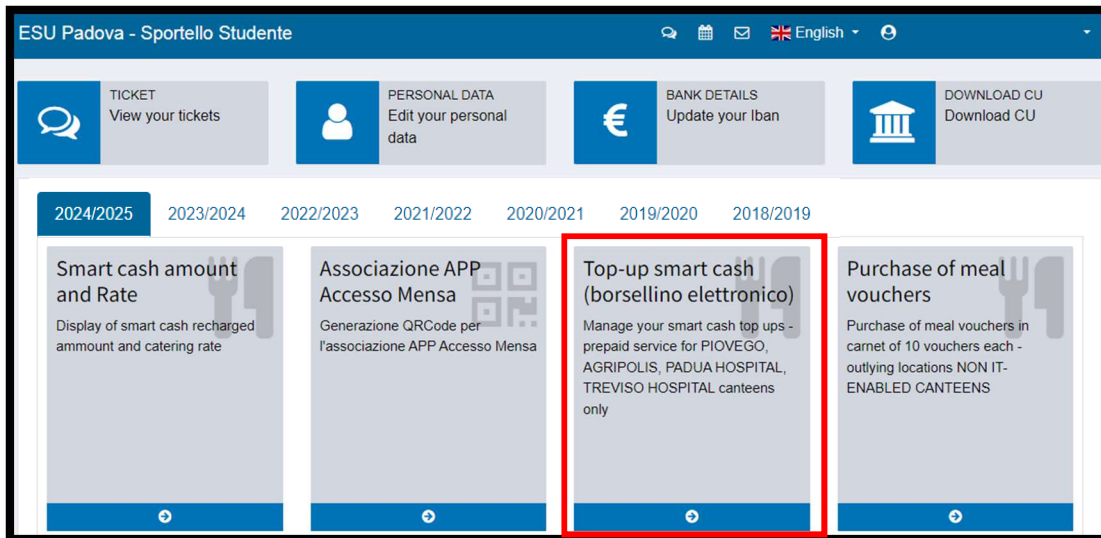 ESU Padova - Sportello Studente
English
TICKET
View your tickets
PERSONAL DATA
Edit your personal
data
BANK DETAILS
Update your Iban
DOWNLOAD CU
Download CU
2024/2025
2023/2024
2022/2023
2021/2022
2020/2021
2019/2020
2018/2019
Smart cash amount
and Rate
Display of smart cash recharged
ammount and catering rate
Associazione APP
Accesso Mensa
Generazione QRCode per
l'associazione APP Accesso Mensa
Top-up smart cash
(borsellino elettronico)
Manage your smart cash top ups -
prepaid service for PIOVEGO,
AGRIPOLIS, PADUA HOSPITAL,
TREVISO HOSPITAL canteens
only
Purchase of meal
vouchers
Purchase of meal vouchers in
carnet of 10 vouchers each -
outlying locations NON IT-
ENABLED CANTEENS